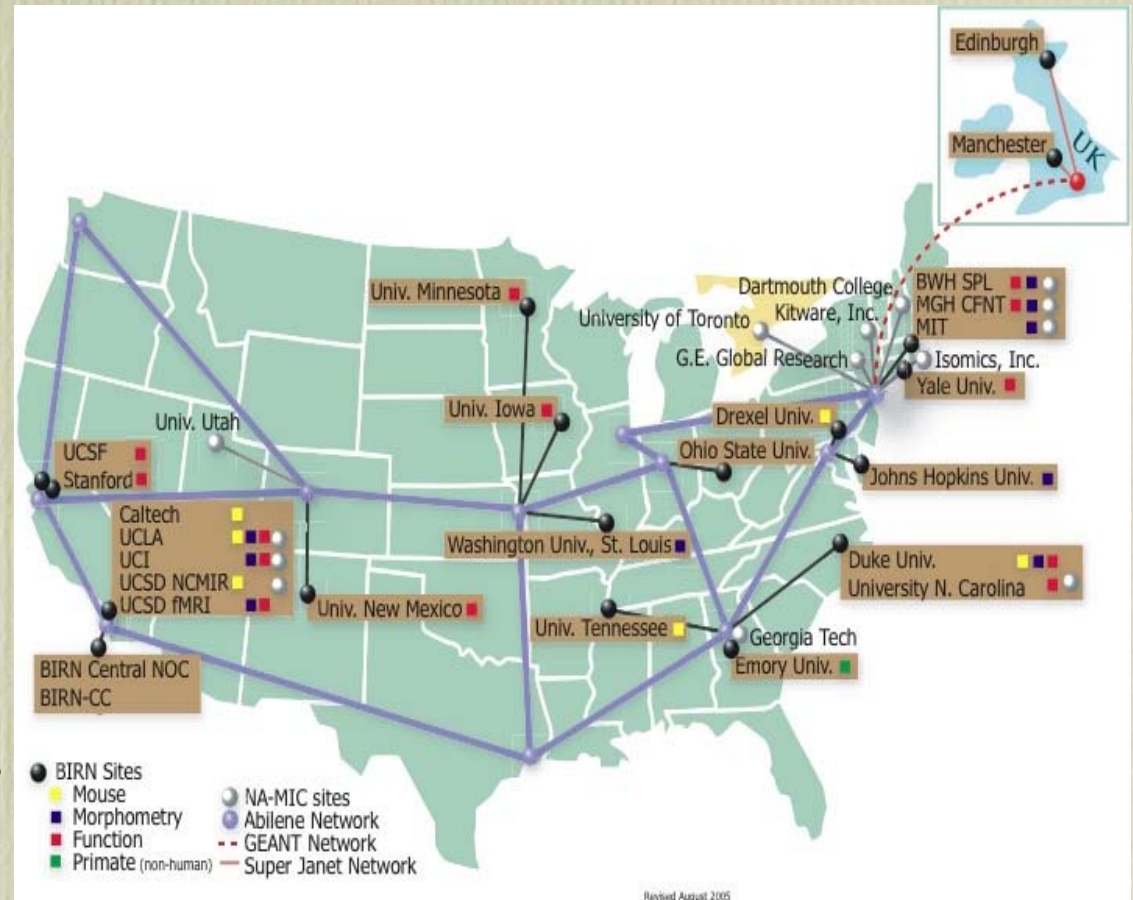 Edinburgh
Manchester
UK
Univ. Minnesota
Dartmouth College
Kitware, Inc.
University of Toronto
G.E. Global Research
BWH SPL
MGH CFNT
MIT
Isomics, Inc.
Yale Univ.
Univ. Iowa
Drexel Univ.
Ohio State Univ.
Johns Hopkins Univ.
Univ. Utah
UCSF
Stanford
Caltech
UCLA
UCI
UCSD NCMIR
UCSD fMRI
Univ. New Mexico
Washington Univ., St. Louis
Duke Univ.
University N. Carolina
Univ. Tennessee
Georgia Tech
Emory Univ.
BIRN Central NOC
BIRN-CC
BIRN Sites
Mouse
Morphometry
Function
Primate (non-human)
NA-MIC sites
Abilene Network
GEANT Network
Super Janet Network
Revised August 2005